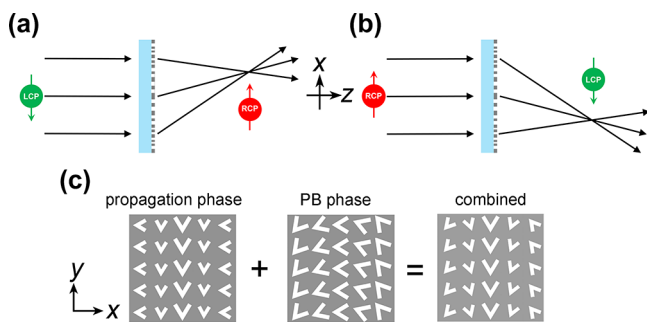 (a)
LCP
RCP
x
z
(b)
RCP
LCP
(c)
propagation phase
PB phase
combined
+
=
y
x